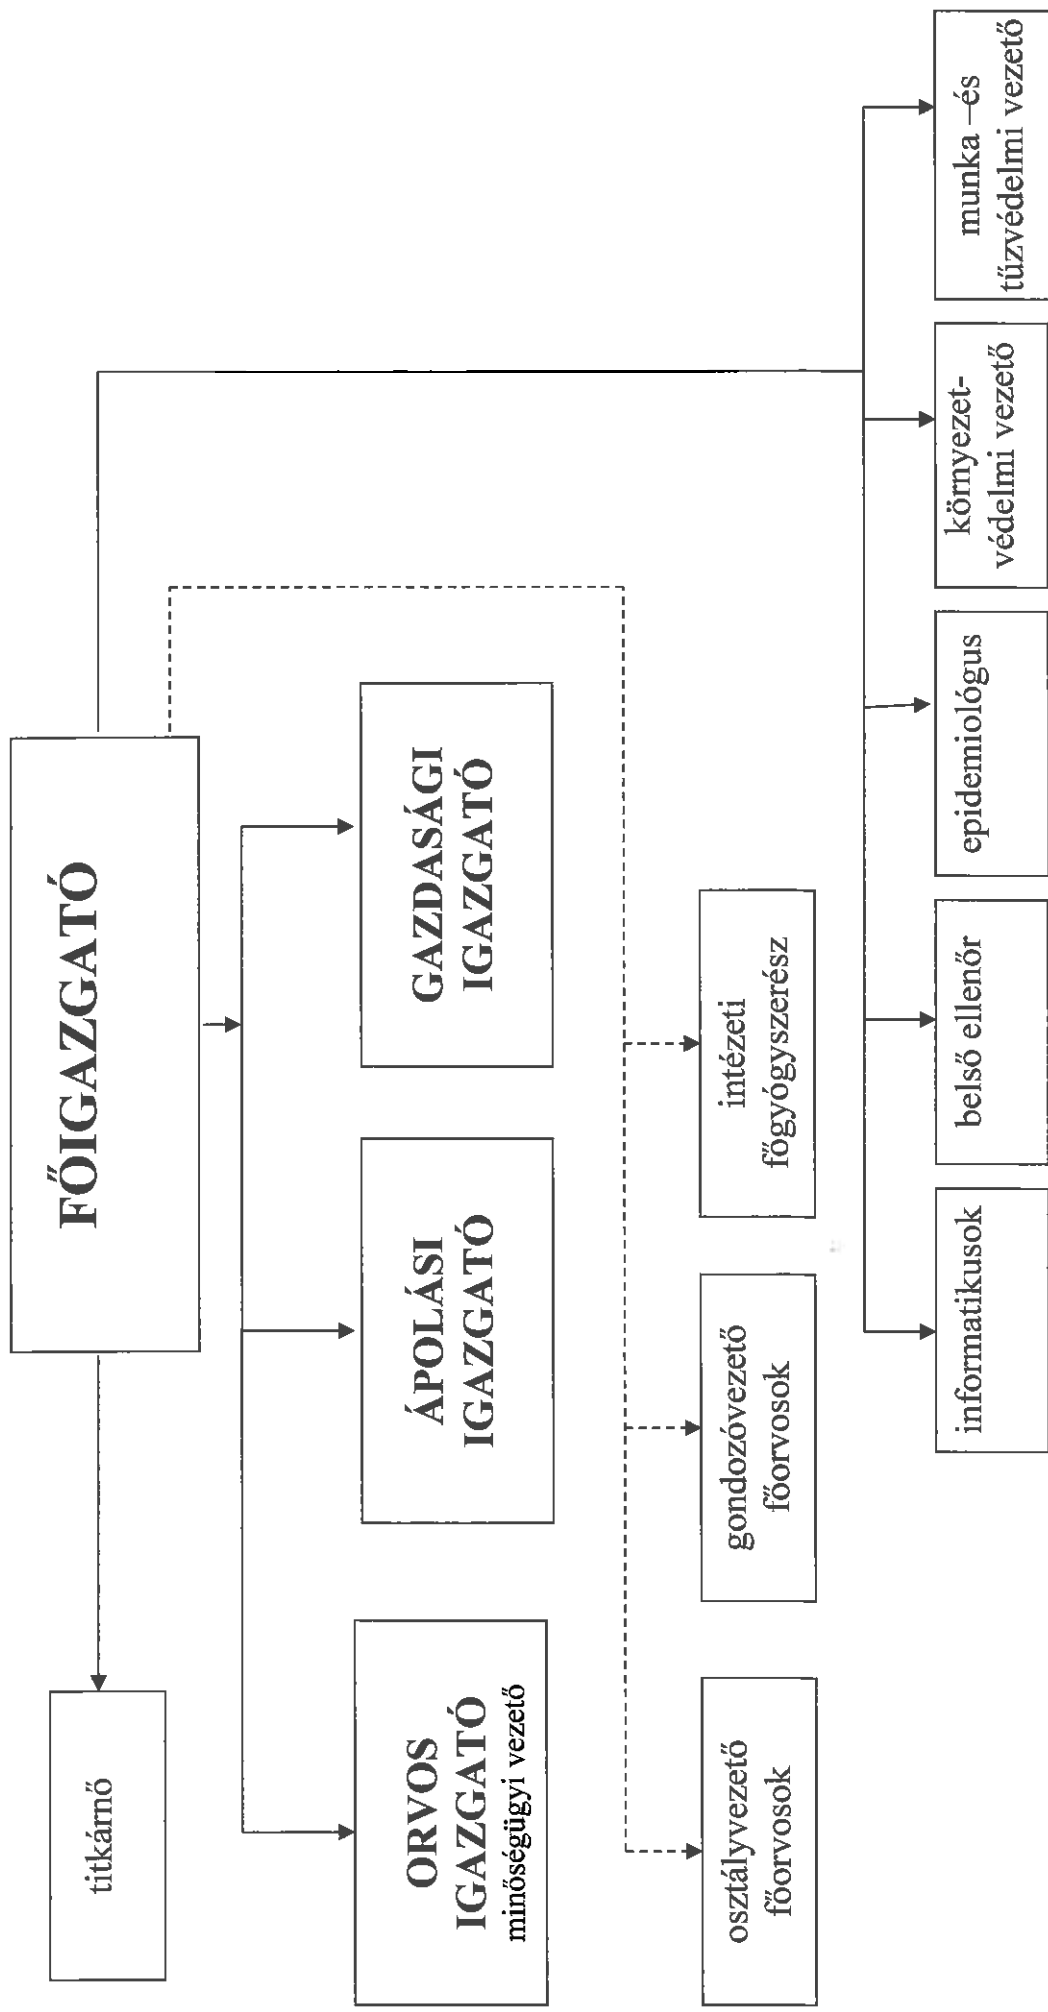 FŐIGAZGATÓ
titkárnő
ORVOS
IGAZGATÓ
minőségügyi vezető
ÁPOLÁSI
IGAZGATÓ
GAZDASÁGI
IGAZGATÓ
osztályvezető
főorvosok
gondozóvezető
főorvosok
intézeti
főgyógyszerész
informatikusok
belső ellenőr
epidemiológus
környezet-
védelmi vezető
munka –és
tűzvédelmi vezető